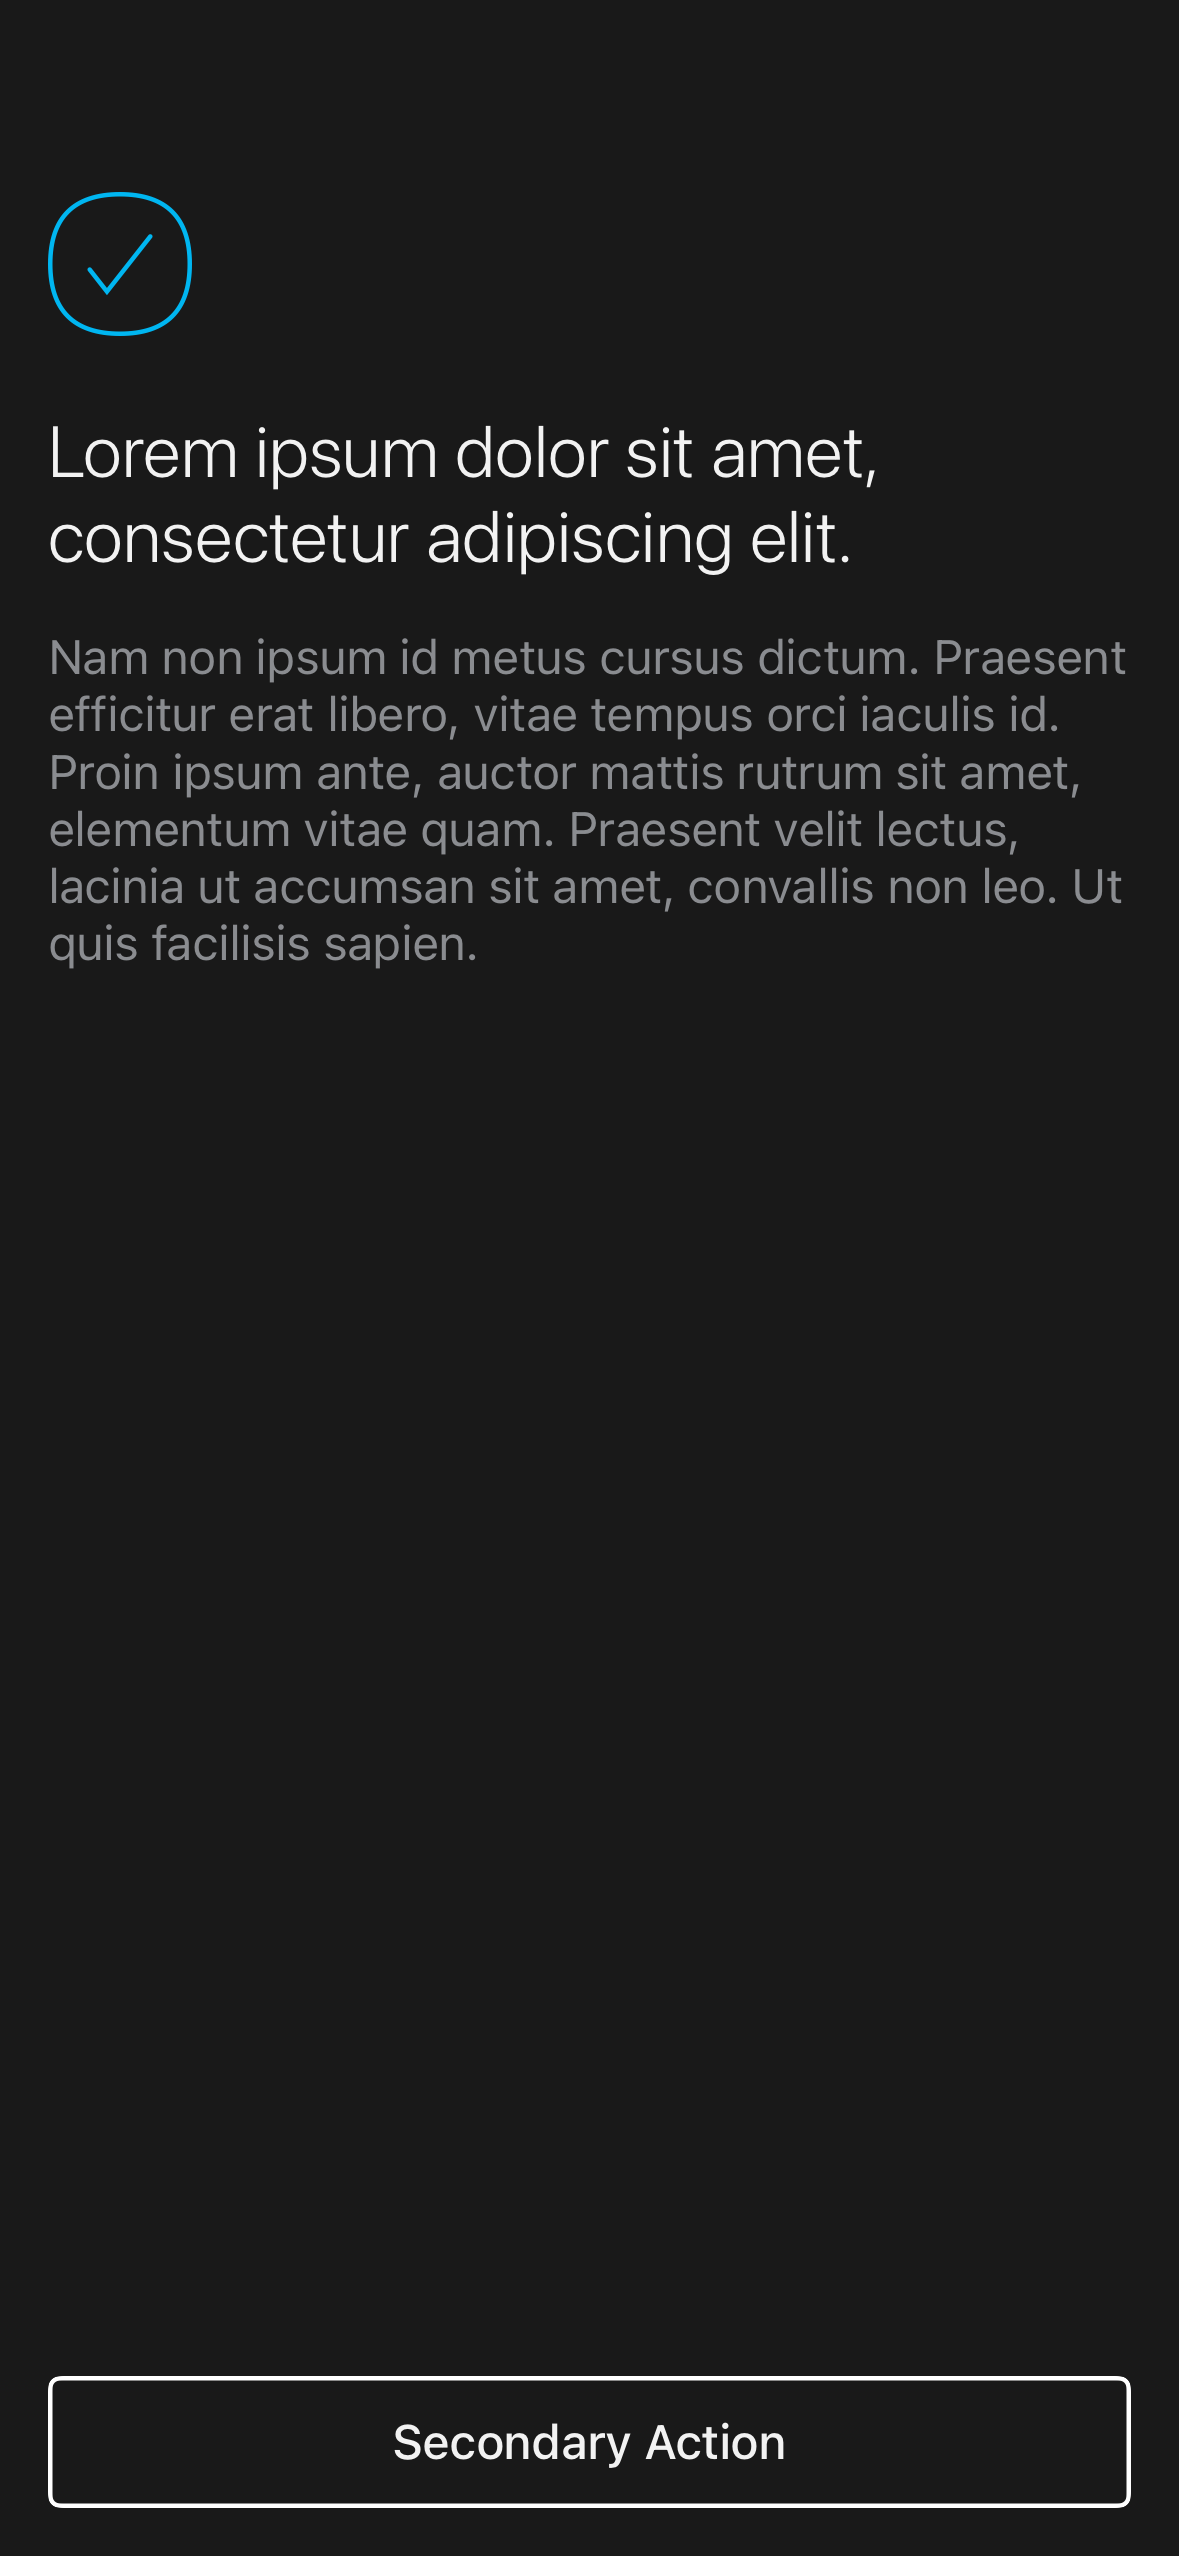 Lorem ipsum dolor sit amet,
consectetur adipiscing elit.
Nam non ipsum id metus cursus dictum. Praesent
efficitur erat libero, vitae tempus orci iaculis id.
Proin ipsum ante, auctor mattis rutrum sit amet,
elementum vitae quam. Praesent velit lectus,
lacinia ut accumsan sit amet, convallis non leo. Ut
quis facilisis sapien.
Secondary Action